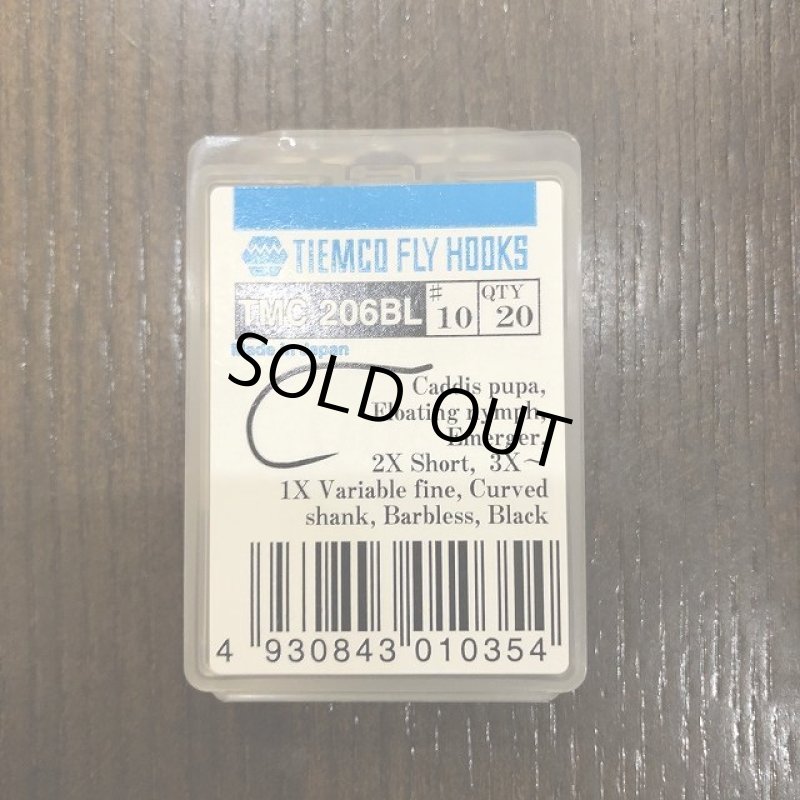 TIEMCO FLY HOOKS
TMC 206BL # 10 QTY 20
Made in Japan
SOLD OUT
Caddis pupa,
Floating nymph,
Emerger,
2X Short, 3X~
1X Variable fine, Curved
shank, Barbless, Black
4 930843 010354